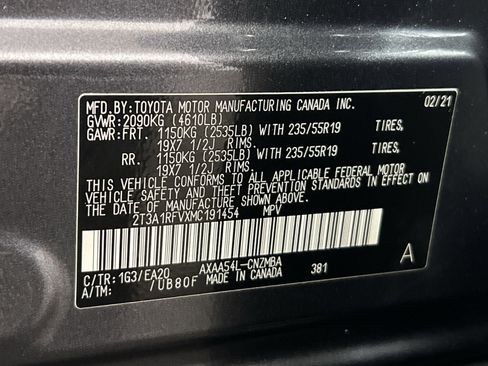 MFD.BY:TOYOTA MOTOR MANUFACTURING CANADA INC. 02/21
GVWR:2090KG (4610LB)
GAWR:FRT. 1150KG (2535LB) WITH 235/55R19 TIRES,
19X7 1/2J RIMS.
RR. 1150KG (2535LB) WITH 235/55R19 TIRES,
19X7 1/2J RIMS.
THIS VEHICLE CONFORMS TO ALL APPLICABLE FEDERAL MOTOR
VEHICLE SAFETY AND THEFT PREVENTION STANDARDS IN EFFECT
ON THE DATE OF MANUFACTURE SHOWN ABOVE.
2T3A1RFVXMC191454 MPV
C/TR:1G3/EA20 AXAA54L-CNZMBA A
A/TM: /UB80F MADE IN CANADA 381